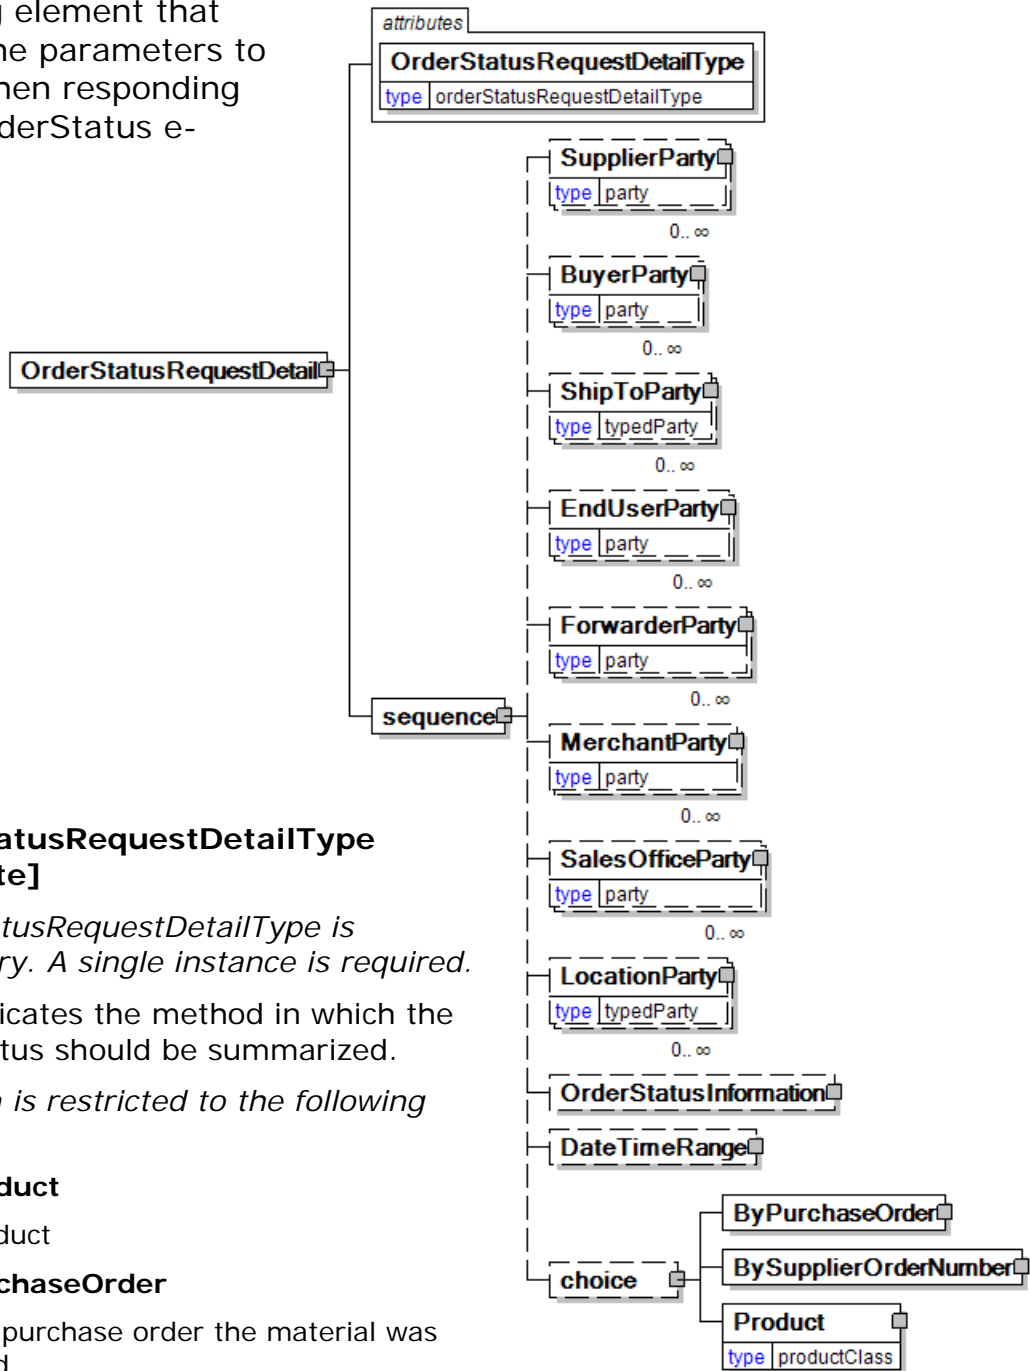 element that
ne parameters to
hen responding
derStatus e-
attributes
OrderStatusRequestDetailType
type orderStatusRequestDetailType
SupplierParty
type party
0.. ∞
BuyerParty
type party
0.. ∞
OrderStatusRequestDetail
ShipToParty
type typedParty
0.. ∞
EndUserParty
type party
0.. ∞
ForwarderParty
type party
0.. ∞
sequence
MerchantParty
type party
0.. ∞
SalesOfficeParty
type party
0.. ∞
LocationParty
type typedParty
0.. ∞
OrderStatusInformation
DateTimeRange
choice
ByPurchaseOrder
BySupplierOrderNumber
Product
type productClass
atusRequestDetailType
te]
tusRequestDetailType is
ry. A single instance is required.
icates the method in which the
tus should be summarized.
is restricted to the following
duct
duct
chaseOrder
purchase order the material was